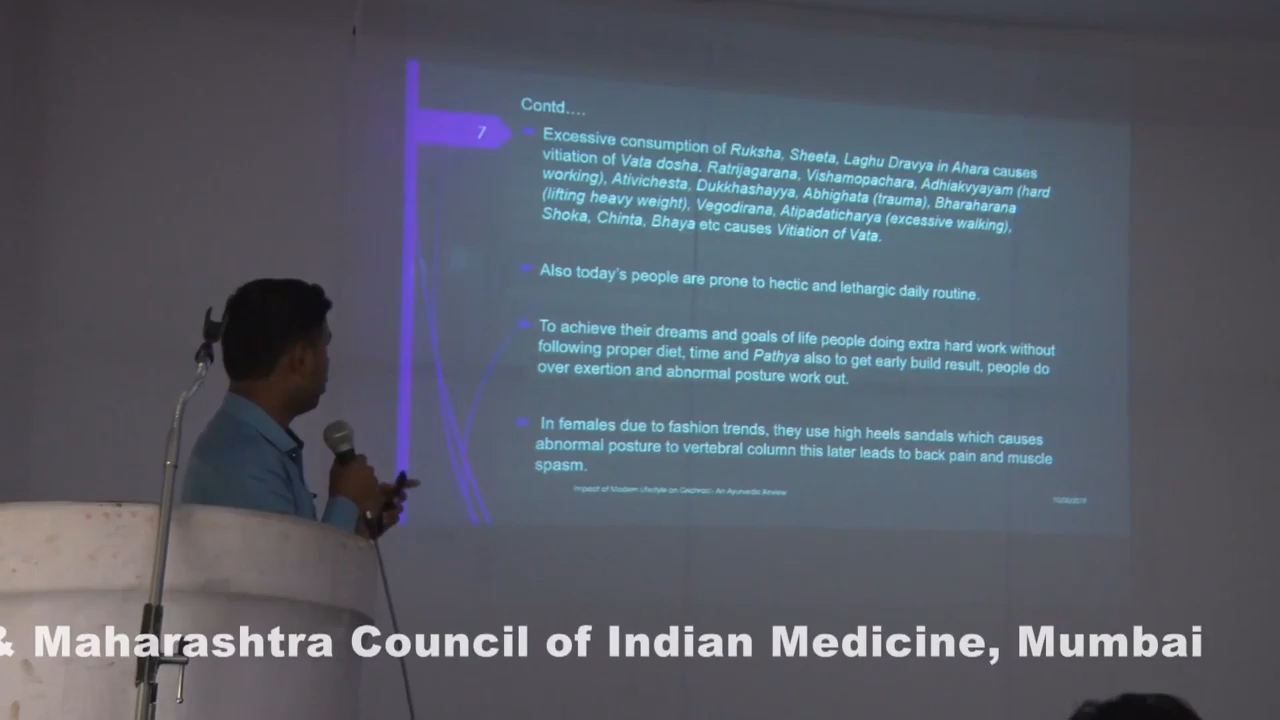 Contd....
7
Excessive consumption of Ruksha, Sheeta, Laghu Dravya in Ahara causes
vitiation of Vata dosha. Ratrijagarana, Vishamopachara, Adhiakvyayam (hard
working), Ativichesta, Dukkhashayya, Abhighata (trauma), Bharaharana
(lifting heavy weight), Vegodirana, Atipadaticharya (excessive walking),
Shoka, Chinta, Bhaya etc causes Vitiation of Vata.
Also today's people are prone to hectic and lethargic daily routine.
To achieve their dreams and goals of life people doing extra hard work without
following proper diet, time and Pathya also to get early build result, people do
over exertion and abnormal posture work out.
In females due to fashion trends, they use high heels sandals which causes
abnormal posture to vertebral column this later leads to back pain and muscle
spasm.
Impact of Modern Lifestyle on - An Ayurvedic Review
& Maharashtra Council of Indian Medicine, Mumbai